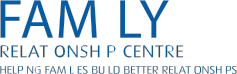 FAM LY
RELAT ONSH P CENTRE
HELP NG FAM L ES BU LD BETTER RELAT ONSH PS